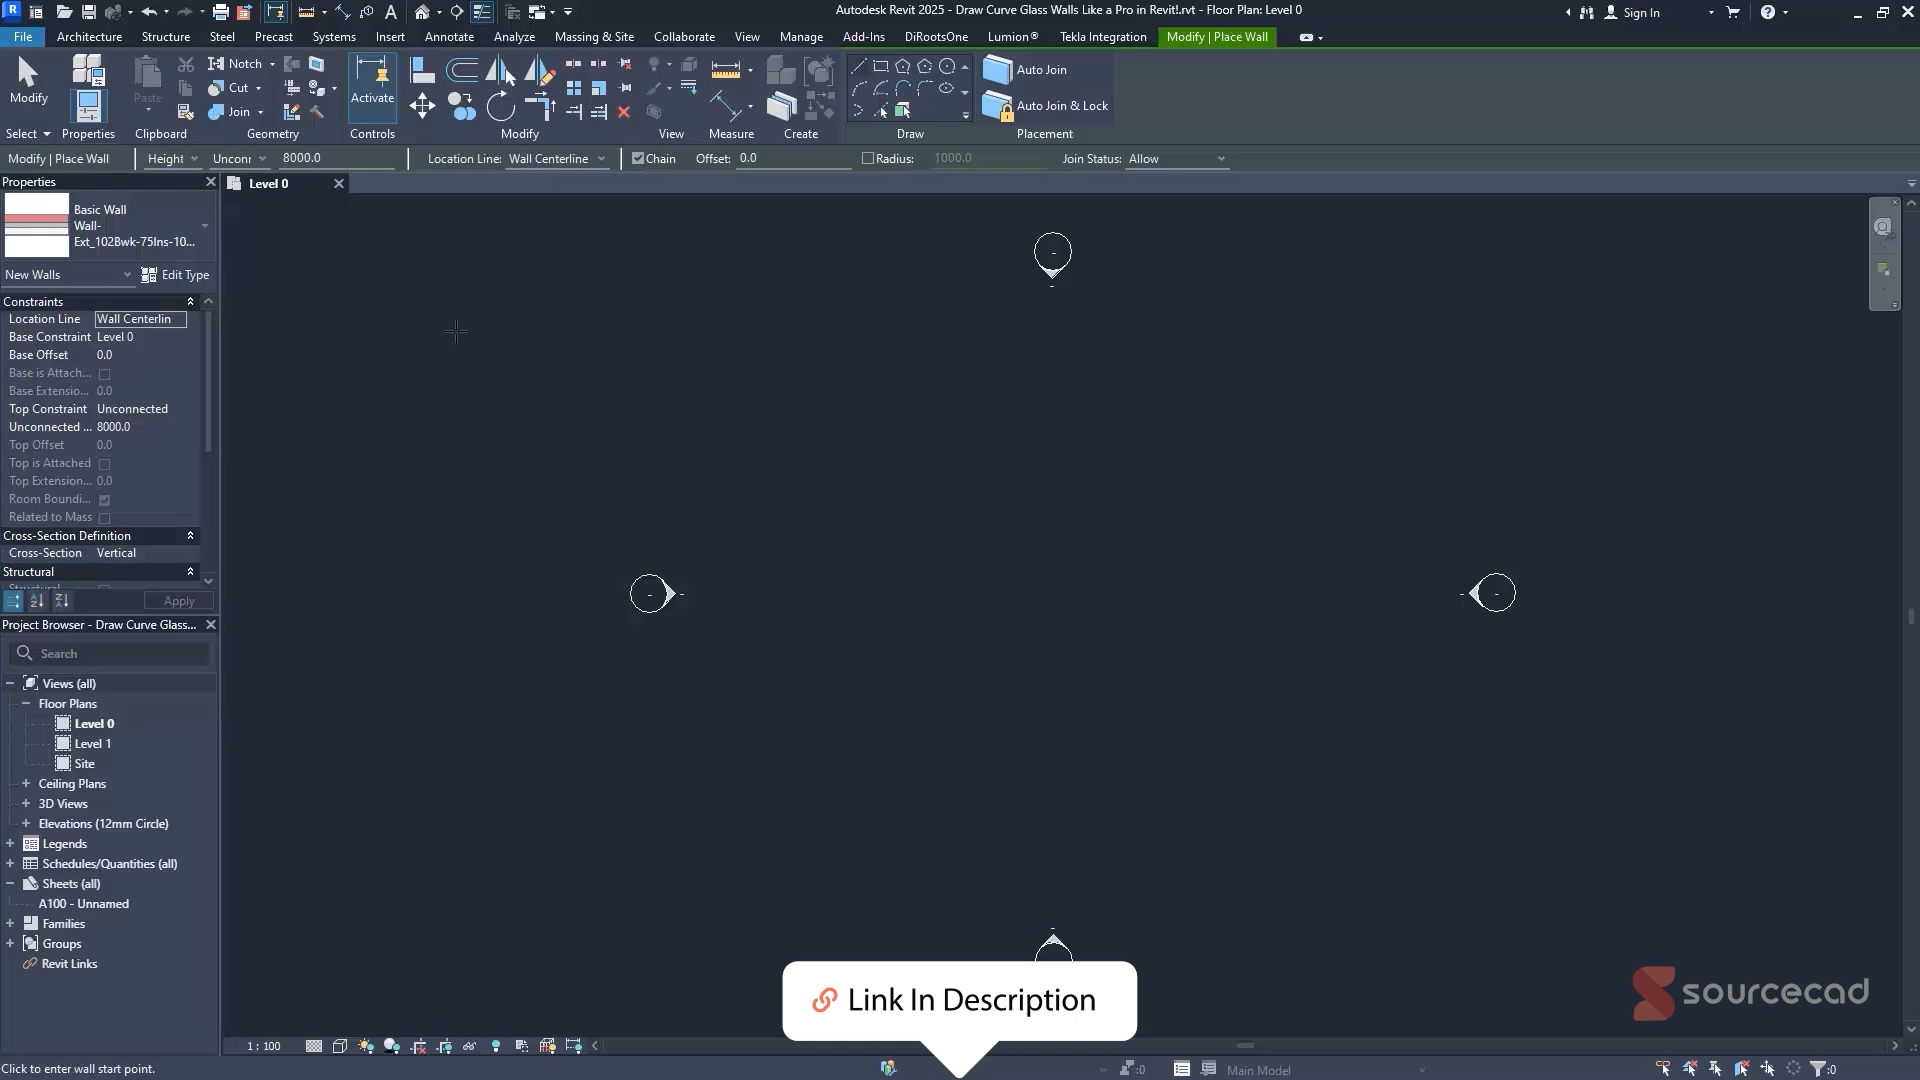 Autodesk Revit 2025 - Draw Curve Glass Walls Like a Pro in Revit!.rvt - Floor Plan: Level 0
Sign In
File Architecture Structure Steel Precast Systems Insert Annotate Analyze Massing & Site Collaborate View Manage Add-Ins DiRootsOne Lumion® Tekla Integration Modify | Place Wall
Modify
Paste
Notch
Cut
Join
Activate
Auto Join
Auto Join & Lock
Select Properties Clipboard Geometry Controls Modify View Measure Create Draw Placement
Modify | Place Wall Height Unconr 8000.0 Location Line: Wall Centerline Chain Offset: 0.0 Radius: 1000.0 Join Status: Allow
Properties
Level 0
Basic Wall
Wall-
Ext_102Bwk-75Ins-10...
New Walls Edit Type
Constraints
Location Line Wall Centerlin
Base Constraint Level 0
Base Offset 0.0
Base is Attach...
Base Extensio... 0.0
Top Constraint Unconnected
Unconnected ... 8000.0
Top Offset 0.0
Top is Attached
Top Extension... 0.0
Room Boundi...
Related to Mass
Cross-Section Definition
Cross-Section Vertical
Structural
Structural
Apply
Project Browser - Draw Curve Glass...
Search
Views (all)
Floor Plans
Level 0
Level 1
Site
Ceiling Plans
3D Views
Elevations (12mm Circle)
Legends
Schedules/Quantities (all)
Sheets (all)
A100 - Unnamed
Families
Groups
Revit Links
Link In Description
sourcecad
1 : 100
Click to enter wall start point.
:0
Main Model
:0